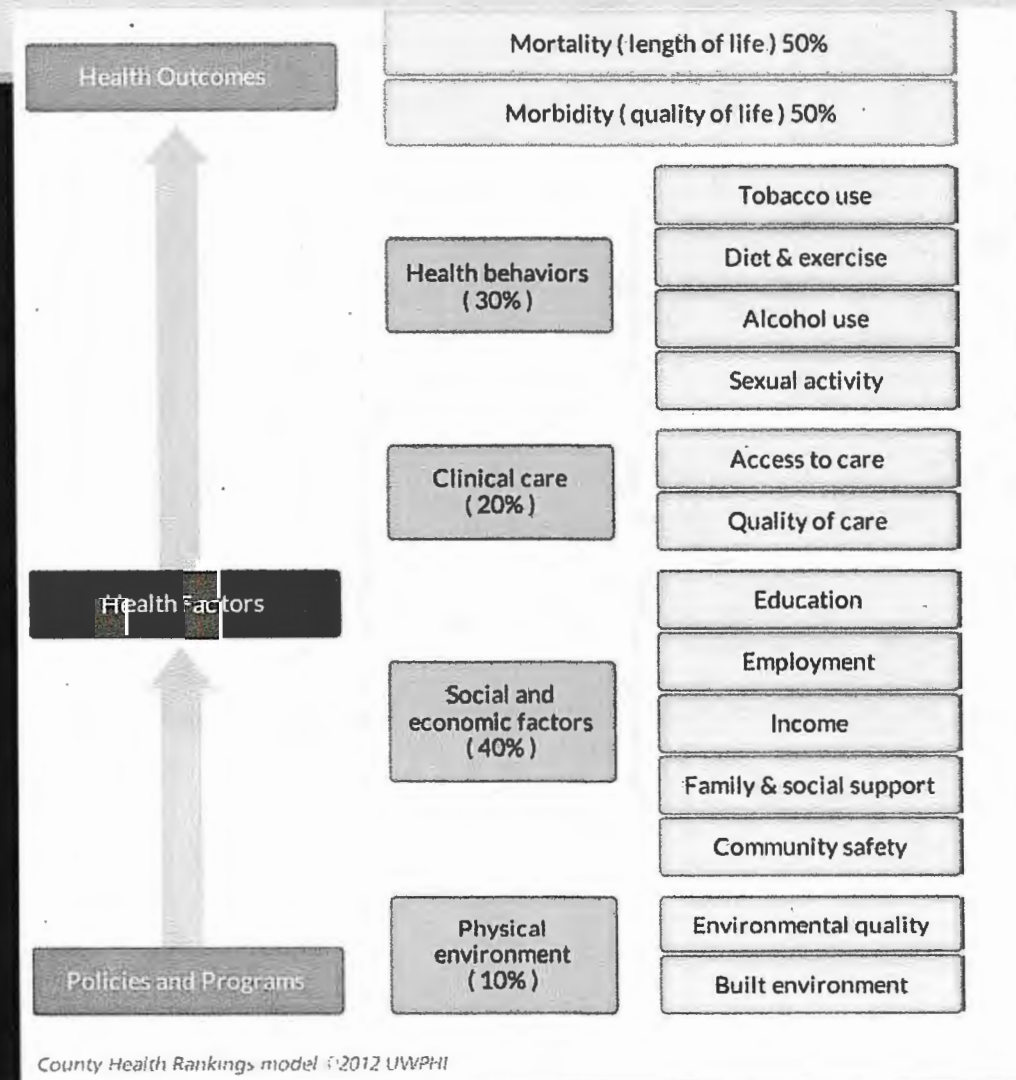 Health Outcomes
Mortality ( length of life ) 50%
Morbidity ( quality of life ) 50%
Health behaviors
( 30% )
Tobacco use
Diet & exercise
Alcohol use
Sexual activity
Clinical care
( 20% )
Access to care
Quality of care
Health Factors
Social and
economic factors
( 40% )
Education
Employment
Income
Family & social support
Community safety
Policies and Programs
Physical
environment
( 10% )
Environmental quality
Built environment
County Health Rankings model ©2012 UWPHI